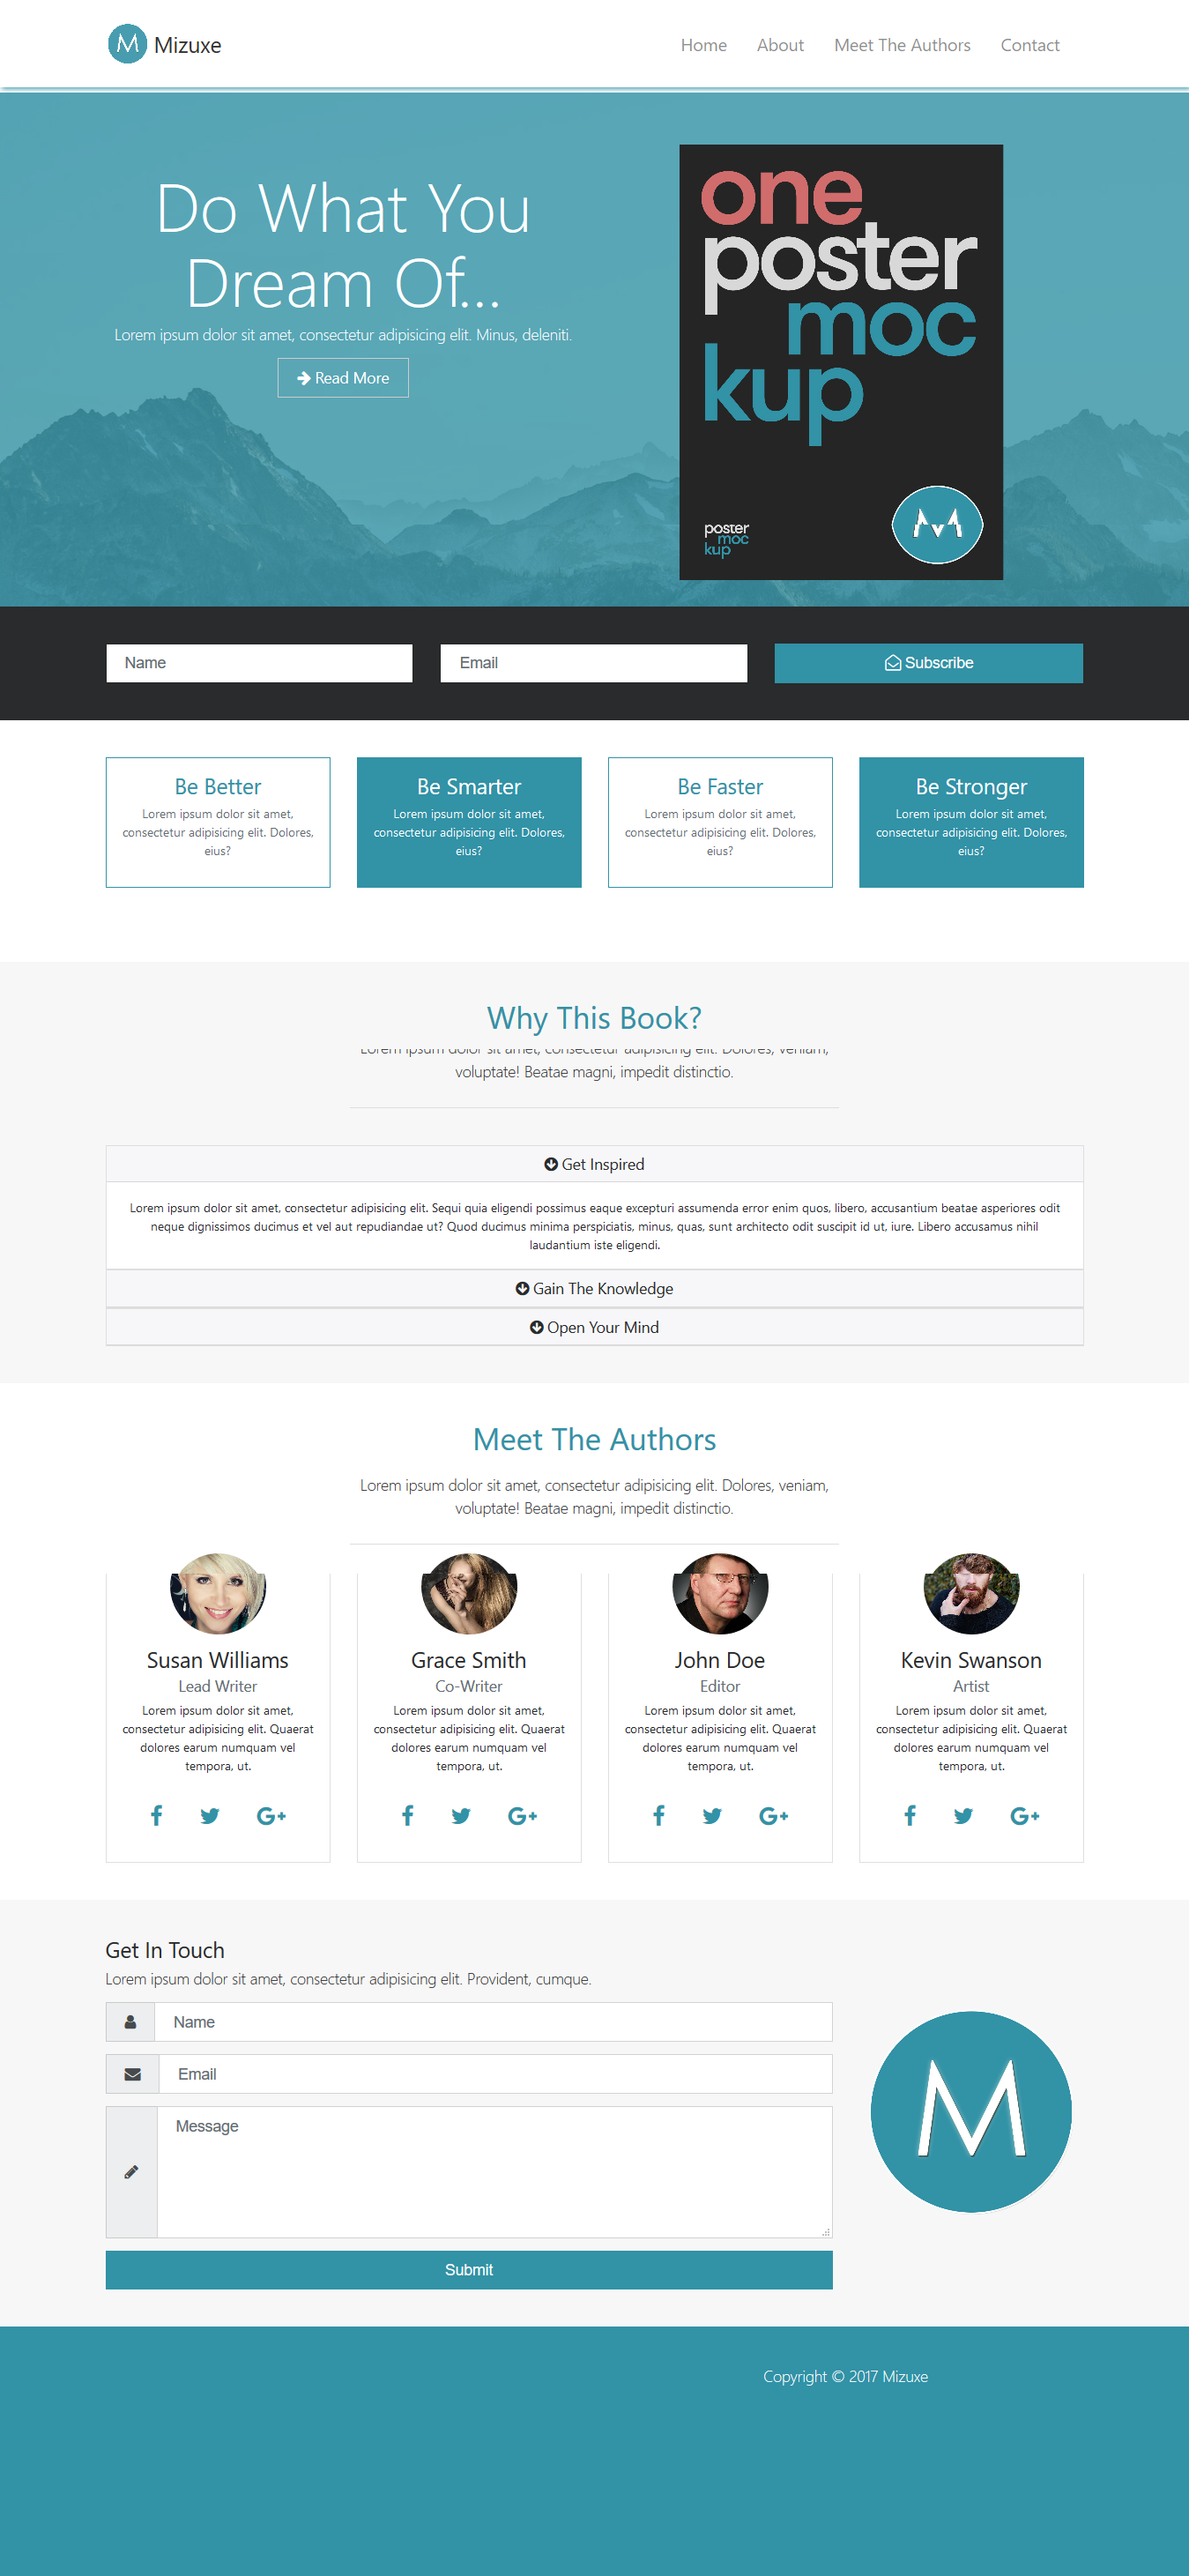 M Mizuxe
Home About Meet The Authors Contact
Do What You
Dream Of...
Lorem ipsum dolor sit amet, consectetur adipisicing elit. Minus, deleniti.
Read More
one
poster
moc
kup
poster
moc
kup
M
Name
Email
Subscribe
Be Better
Lorem ipsum dolor sit amet,
consectetur adipisicing elit. Dolores,
eius?
Be Smarter
Lorem ipsum dolor sit amet,
consectetur adipisicing elit. Dolores,
eius?
Be Faster
Lorem ipsum dolor sit amet,
consectetur adipisicing elit. Dolores,
eius?
Be Stronger
Lorem ipsum dolor sit amet,
consectetur adipisicing elit. Dolores,
eius?
Why This Book?
Lorem ipsum dolor sit amet, consectetur adipisicing elit. Dolores, veniam,
voluptate! Beatae magni, impedit distinctio.
Get Inspired
Lorem ipsum dolor sit amet, consectetur adipisicing elit. Sequi quia eligendi possimus eaque excepturi assumenda error enim quos, libero, accusantium beatae asperiores odit
neque dignissimos ducimus et vel aut repudiandae ut? Quod ducimus minima perspiciatis, minus, quas, sunt architecto odit suscipit id ut, iure. Libero accusamus nihil
laudantium iste eligendi.
Gain The Knowledge
Open Your Mind
Meet The Authors
Lorem ipsum dolor sit amet, consectetur adipisicing elit. Dolores, veniam,
voluptate! Beatae magni, impedit distinctio.
Susan Williams
Lead Writer
Lorem ipsum dolor sit amet,
consectetur adipisicing elit. Quaerat
dolores earum numquam vel
tempora, ut.
Grace Smith
Co-Writer
Lorem ipsum dolor sit amet,
consectetur adipisicing elit. Quaerat
dolores earum numquam vel
tempora, ut.
John Doe
Editor
Lorem ipsum dolor sit amet,
consectetur adipisicing elit. Quaerat
dolores earum numquam vel
tempora, ut.
Kevin Swanson
Artist
Lorem ipsum dolor sit amet,
consectetur adipisicing elit. Quaerat
dolores earum numquam vel
tempora, ut.
Get In Touch
Lorem ipsum dolor sit amet, consectetur adipisicing elit. Provident, cumque.
Name
Email
Message
Submit
M
Copyright © 2017 Mizuxe